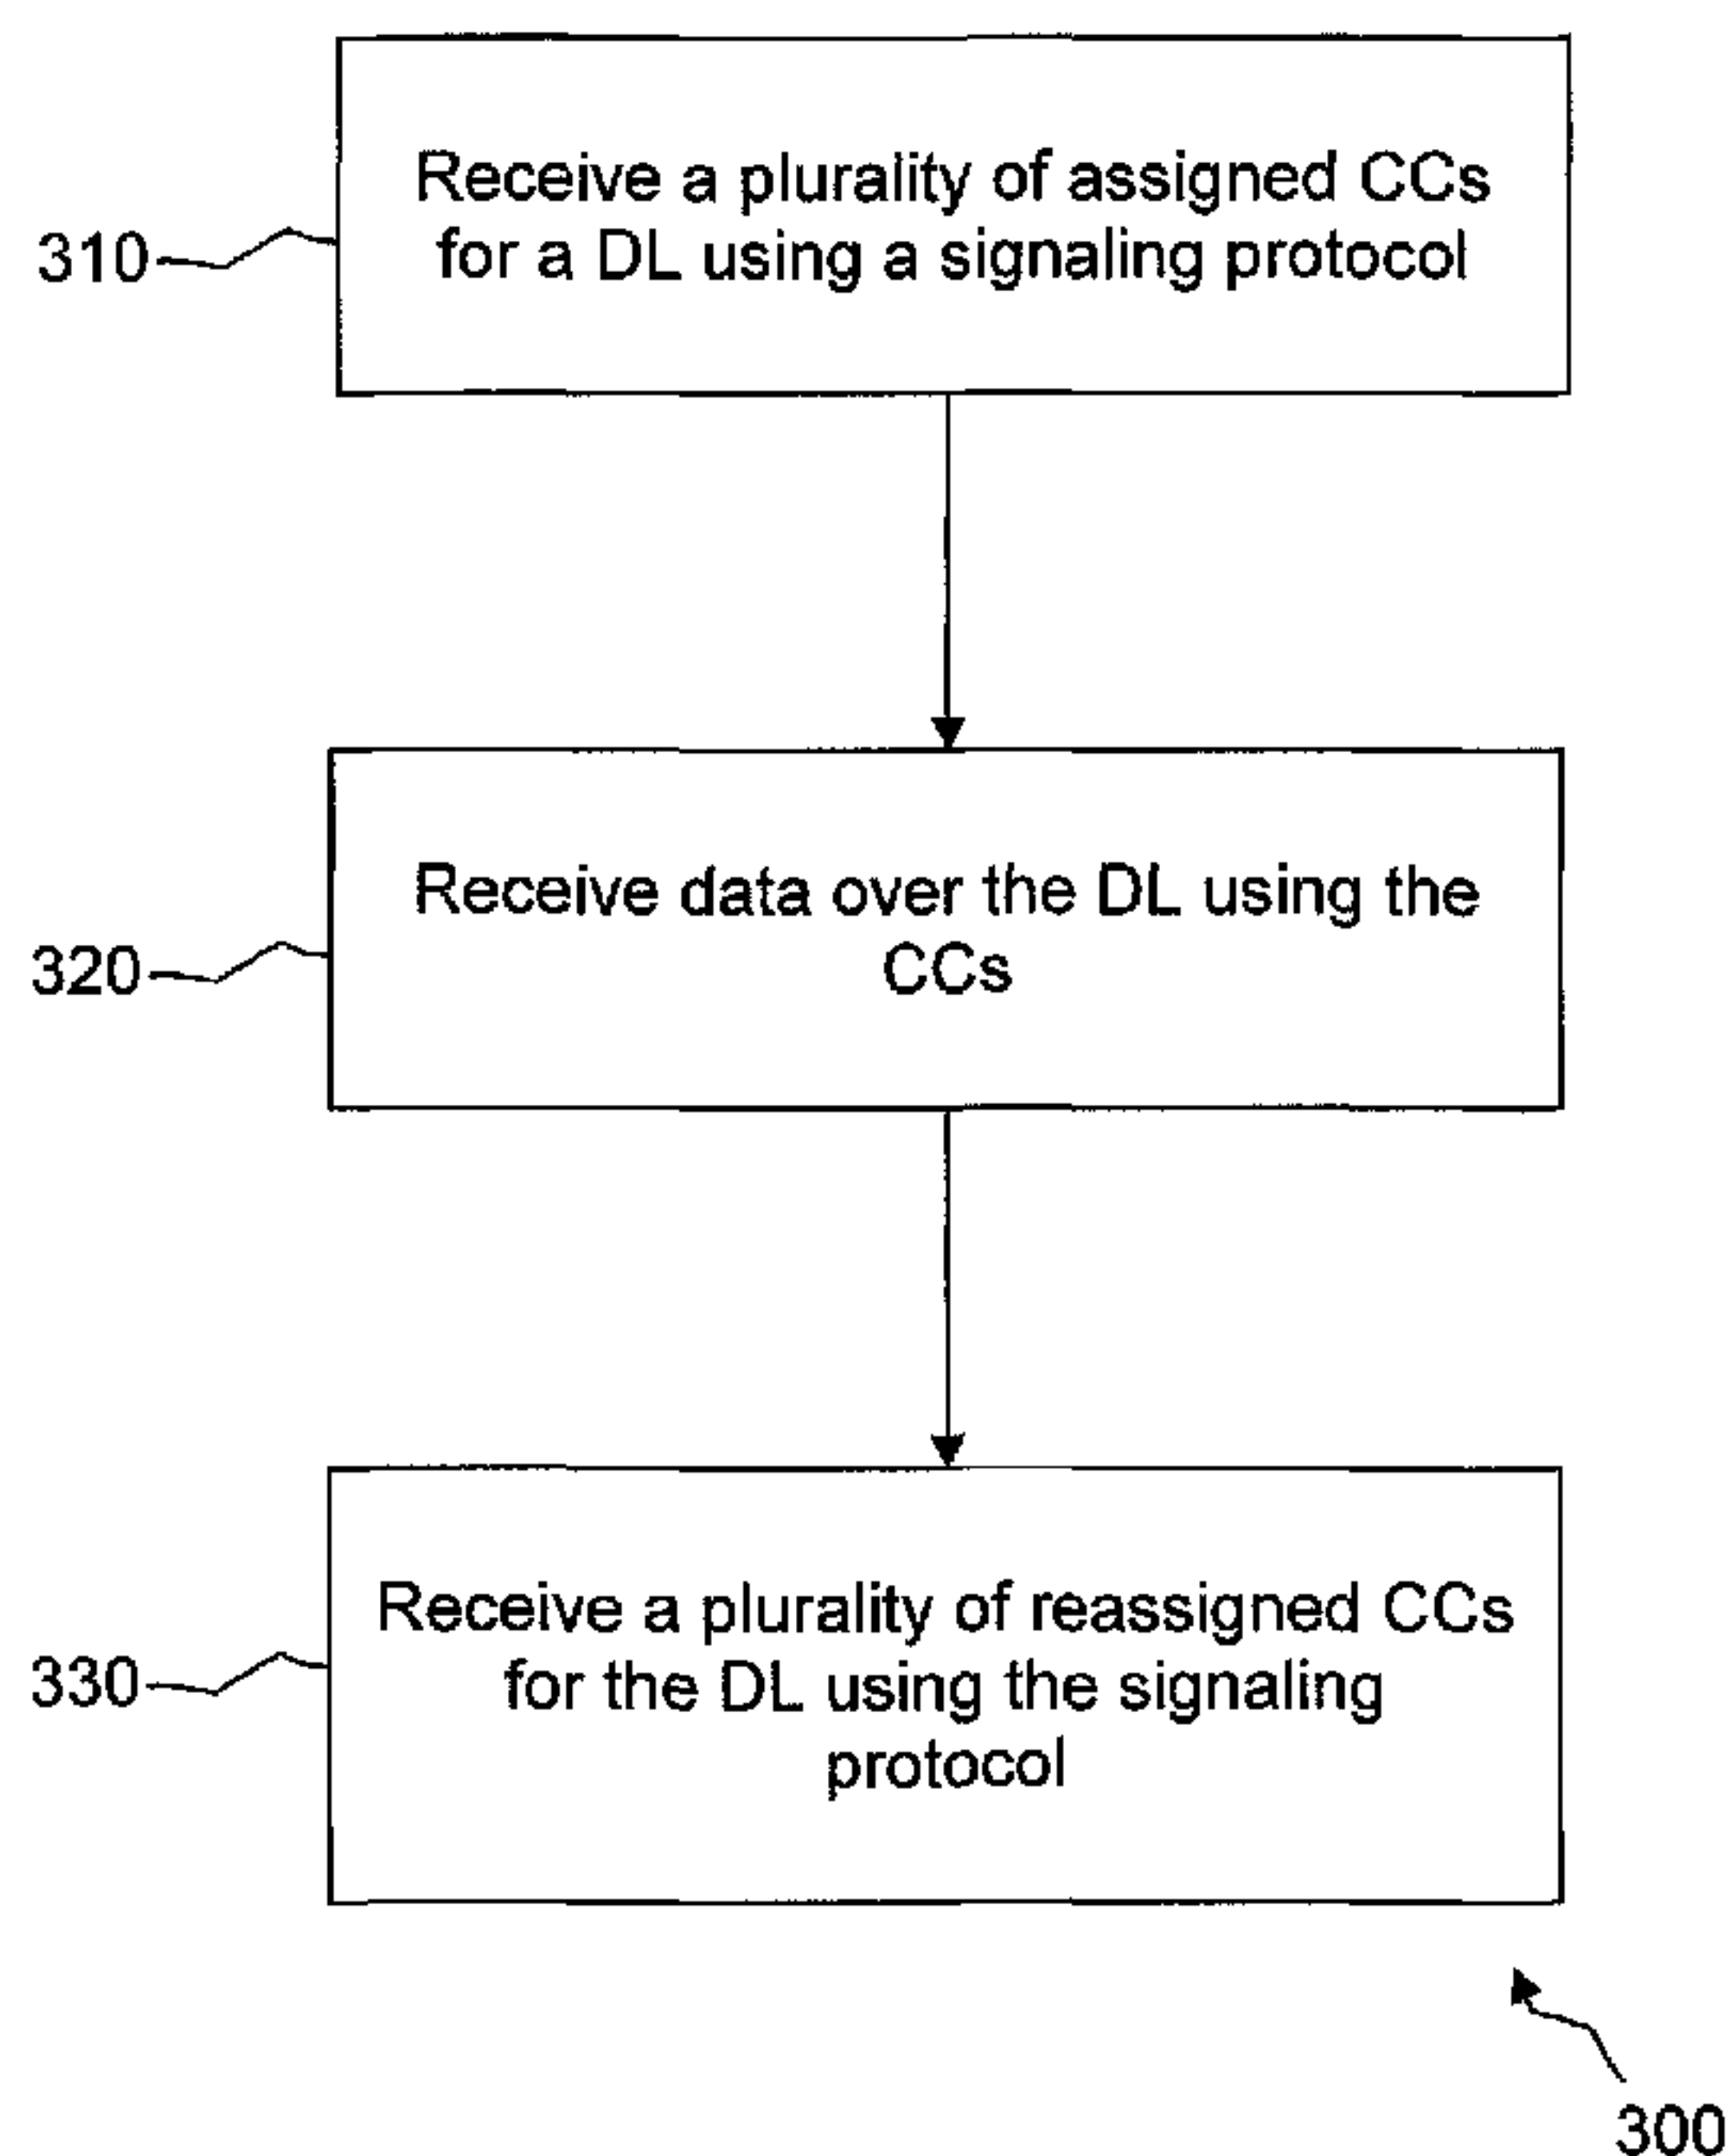 Receive a plurality of assigned CCs
for a DL using a signaling protocol
310
Receive data over the DL using the
CCs
320
Receive a plurality of reassigned CCs
for the DL using the signaling
protocol
330
300